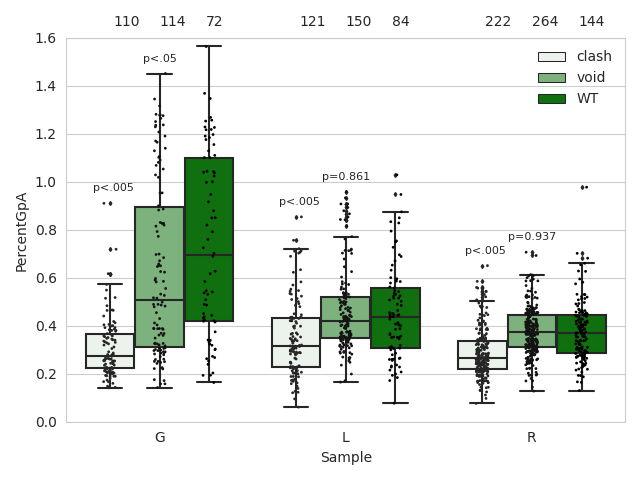 110 114 72 121 150 84 222 264 144
1.6
1.4
1.2
1.0
0.8
0.6
0.4
0.2
0.0
PercentGpA
p<.005
p<.05
p<.005
p=0.861
p<.005
p=0.937
clash
void
WT
G L R
Sample